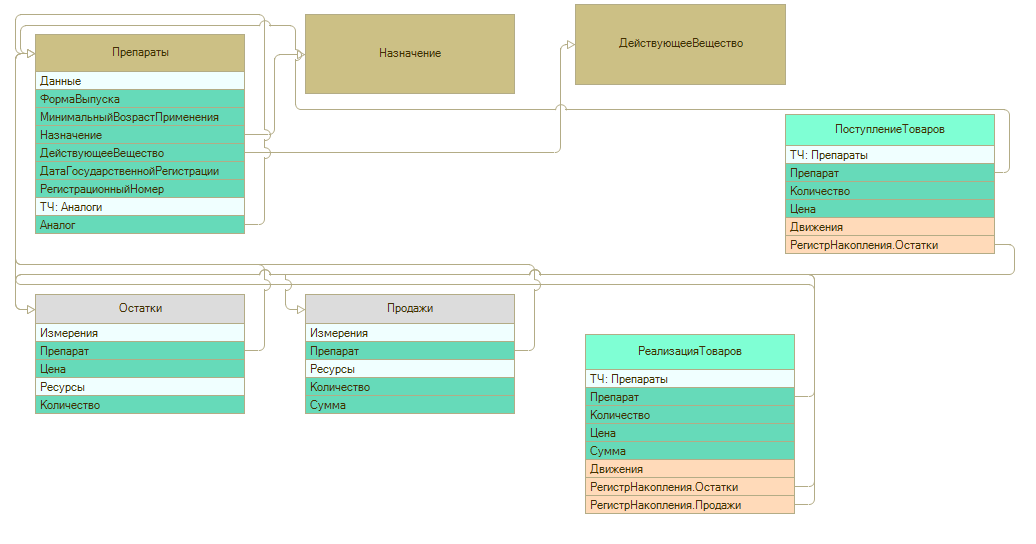 Препараты
Данные
ФормаВыпуска
МинимальныйВозрастПрименения
Назначение
ДействующееВещество
ДатаГосударственнойРегистрации
РегистрационныйНомер
ТЧ: Аналоги
Аналог
Назначение
ДействующееВещество
ПоступлениеТоваров
ТЧ: Препараты
Препарат
Количество
Цена
Движения
РегистрНакопления.Остатки
Остатки
Измерения
Препарат
Цена
Ресурсы
Количество
Продажи
Измерения
Препарат
Ресурсы
Количество
Сумма
РеализацияТоваров
ТЧ: Препараты
Препарат
Количество
Цена
Сумма
Движения
РегистрНакопления.Остатки
РегистрНакопления.Продажи